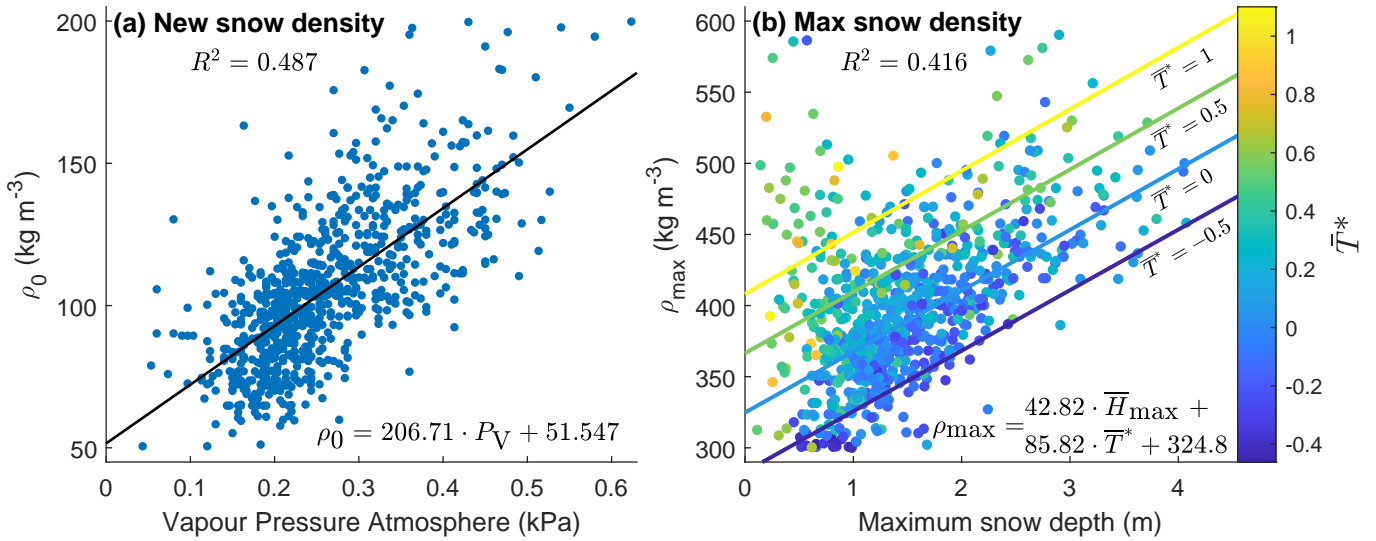 (a) New snow density
R² = 0.487
ρ₀ = 206.71 · P_V + 51.547
200
150
100
50
ρ₀ (kg m⁻³)
0
0.1
0.2
0.3
0.4
0.5
0.6
Vapour Pressure Atmosphere (kPa)
(b) Max snow density
R² = 0.416
T̅* = 1
T̅* = 0.5
T̅* = 0
T̅* = −0.5
ρ_max = 42.82 · H̅_max +
85.82 · T̅* + 324.8
600
550
500
450
400
350
300
ρ_max (kg m⁻³)
0
1
2
3
4
Maximum snow depth (m)
1
0.8
0.6
0.4
0.2
0
-0.2
-0.4
T̅*